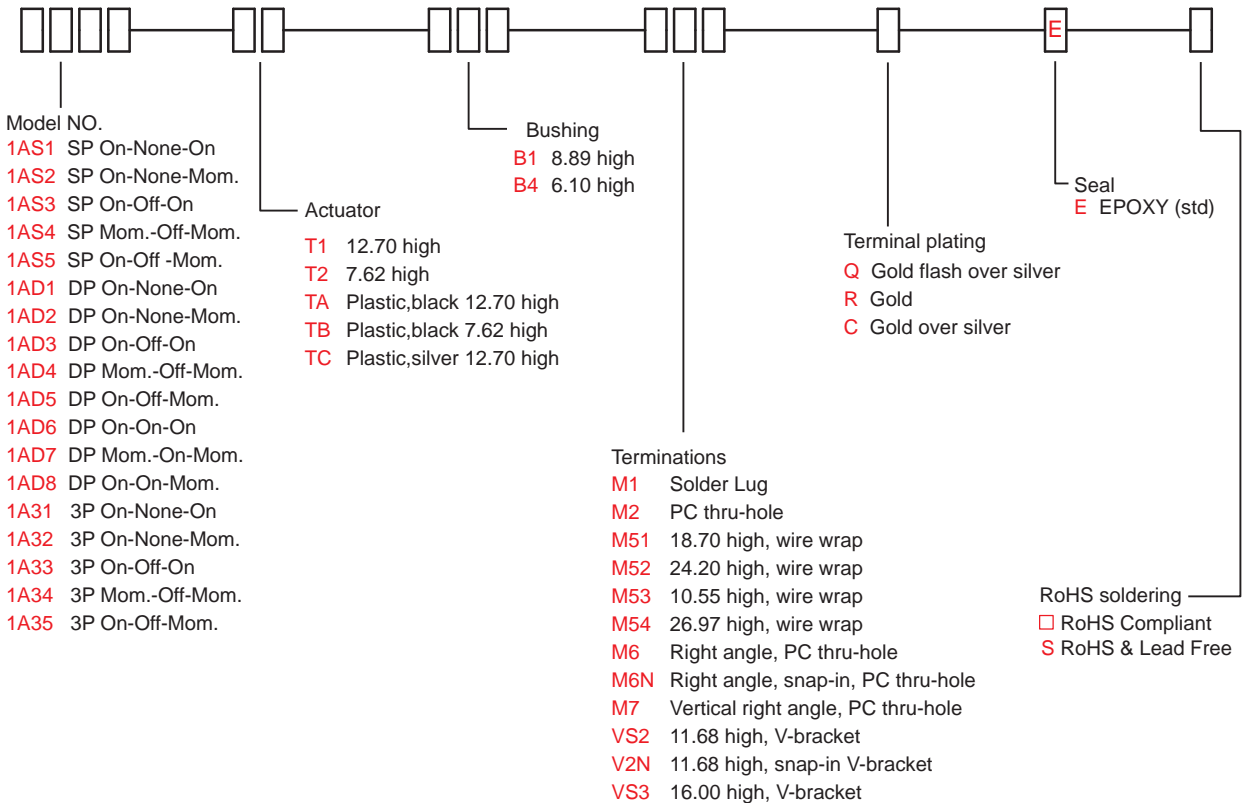 E
Model NO.
1AS1 SP On-None-On
1AS2 SP On-None-Mom.
1AS3 SP On-Off-On
1AS4 SP Mom.-Off-Mom.
1AS5 SP On-Off -Mom.
1AD1 DP On-None-On
1AD2 DP On-None-Mom.
1AD3 DP On-Off-On
1AD4 DP Mom.-Off-Mom.
1AD5 DP On-Off-Mom.
1AD6 DP On-On-On
1AD7 DP Mom.-On-Mom.
1AD8 DP On-On-Mom.
1A31 3P On-None-On
1A32 3P On-None-Mom.
1A33 3P On-Off-On
1A34 3P Mom.-Off-Mom.
1A35 3P On-Off-Mom.
Actuator
T1 12.70 high
T2 7.62 high
TA Plastic,black 12.70 high
TB Plastic,black 7.62 high
TC Plastic,silver 12.70 high
Bushing
B1 8.89 high
B4 6.10 high
Terminations
M1 Solder Lug
M2 PC thru-hole
M51 18.70 high, wire wrap
M52 24.20 high, wire wrap
M53 10.55 high, wire wrap
M54 26.97 high, wire wrap
M6 Right angle, PC thru-hole
M6N Right angle, snap-in, PC thru-hole
M7 Vertical right angle, PC thru-hole
VS2 11.68 high, V-bracket
V2N 11.68 high, snap-in V-bracket
VS3 16.00 high, V-bracket
Terminal plating
Q Gold flash over silver
R Gold
C Gold over silver
Seal
E EPOXY (std)
RoHS soldering
□ RoHS Compliant
S RoHS & Lead Free